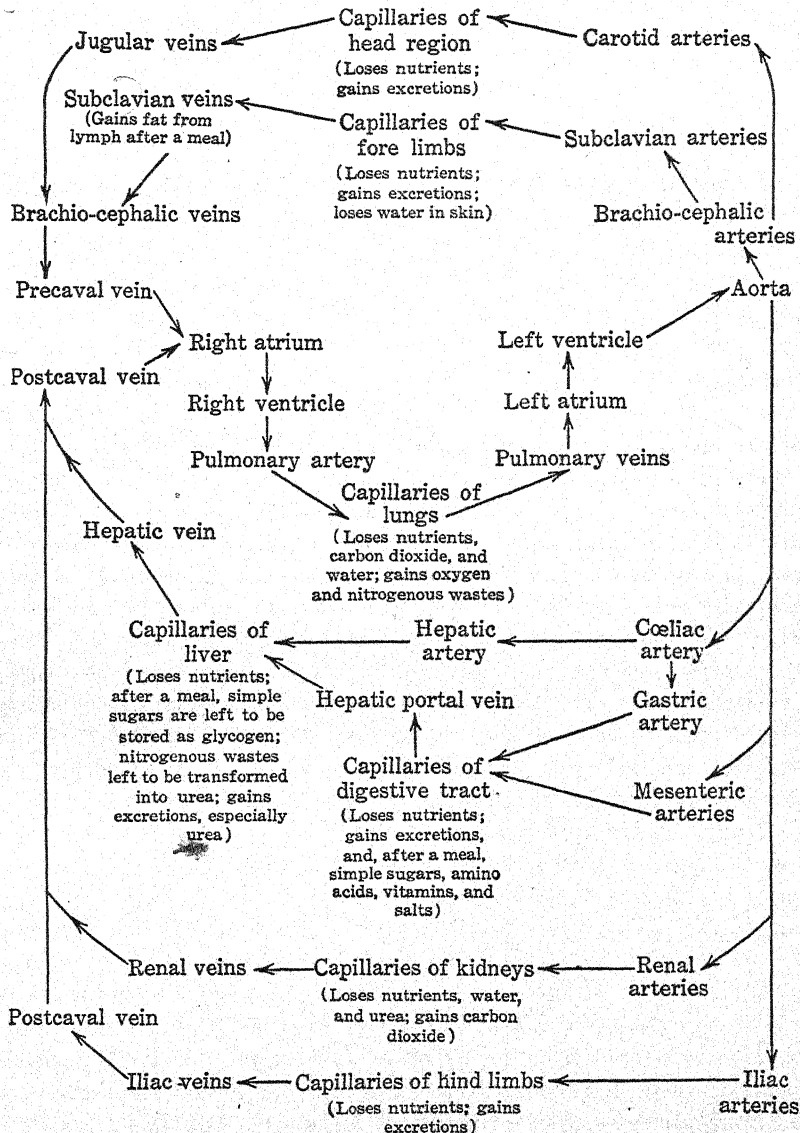 Capillaries of
head region
(Loses nutrients;
gains excretions)
Jugular veins
Carotid arteries
Subclavian veins
(Gains fat from
lymph after a meal)
Capillaries of
fore limbs
(Loses nutrients;
gains excretions;
loses water in skin)
Subclavian arteries
Brachio-cephalic veins
Brachio-cephalic
arteries
Precaval vein
Aorta
Right atrium
Left ventricle
Postcaval vein
Right ventricle
Left atrium
Pulmonary artery
Pulmonary veins
Capillaries of
lungs
(Loses nutrients,
carbon dioxide, and
water; gains oxygen
and nitrogenous wastes)
Hepatic vein
Capillaries of
liver
(Loses nutrients;
after a meal, simple
sugars are left to be
stored as glycogen;
nitrogenous wastes
left to be transformed
into urea; gains
excretions, especially
urea)
Hepatic
artery
Cœliac
artery
Hepatic portal vein
Gastric
artery
Capillaries of
digestive tract
(Loses nutrients;
gains excretions,
and, after a meal,
simple sugars, amino
acids, vitamins, and
salts)
Mesenteric
arteries
Renal veins
Capillaries of kidneys
(Loses nutrients, water,
and urea; gains carbon
dioxide)
Renal
arteries
Postcaval vein
Iliac veins
Capillaries of hind limbs
(Loses nutrients; gains
excretions)
Iliac
arteries